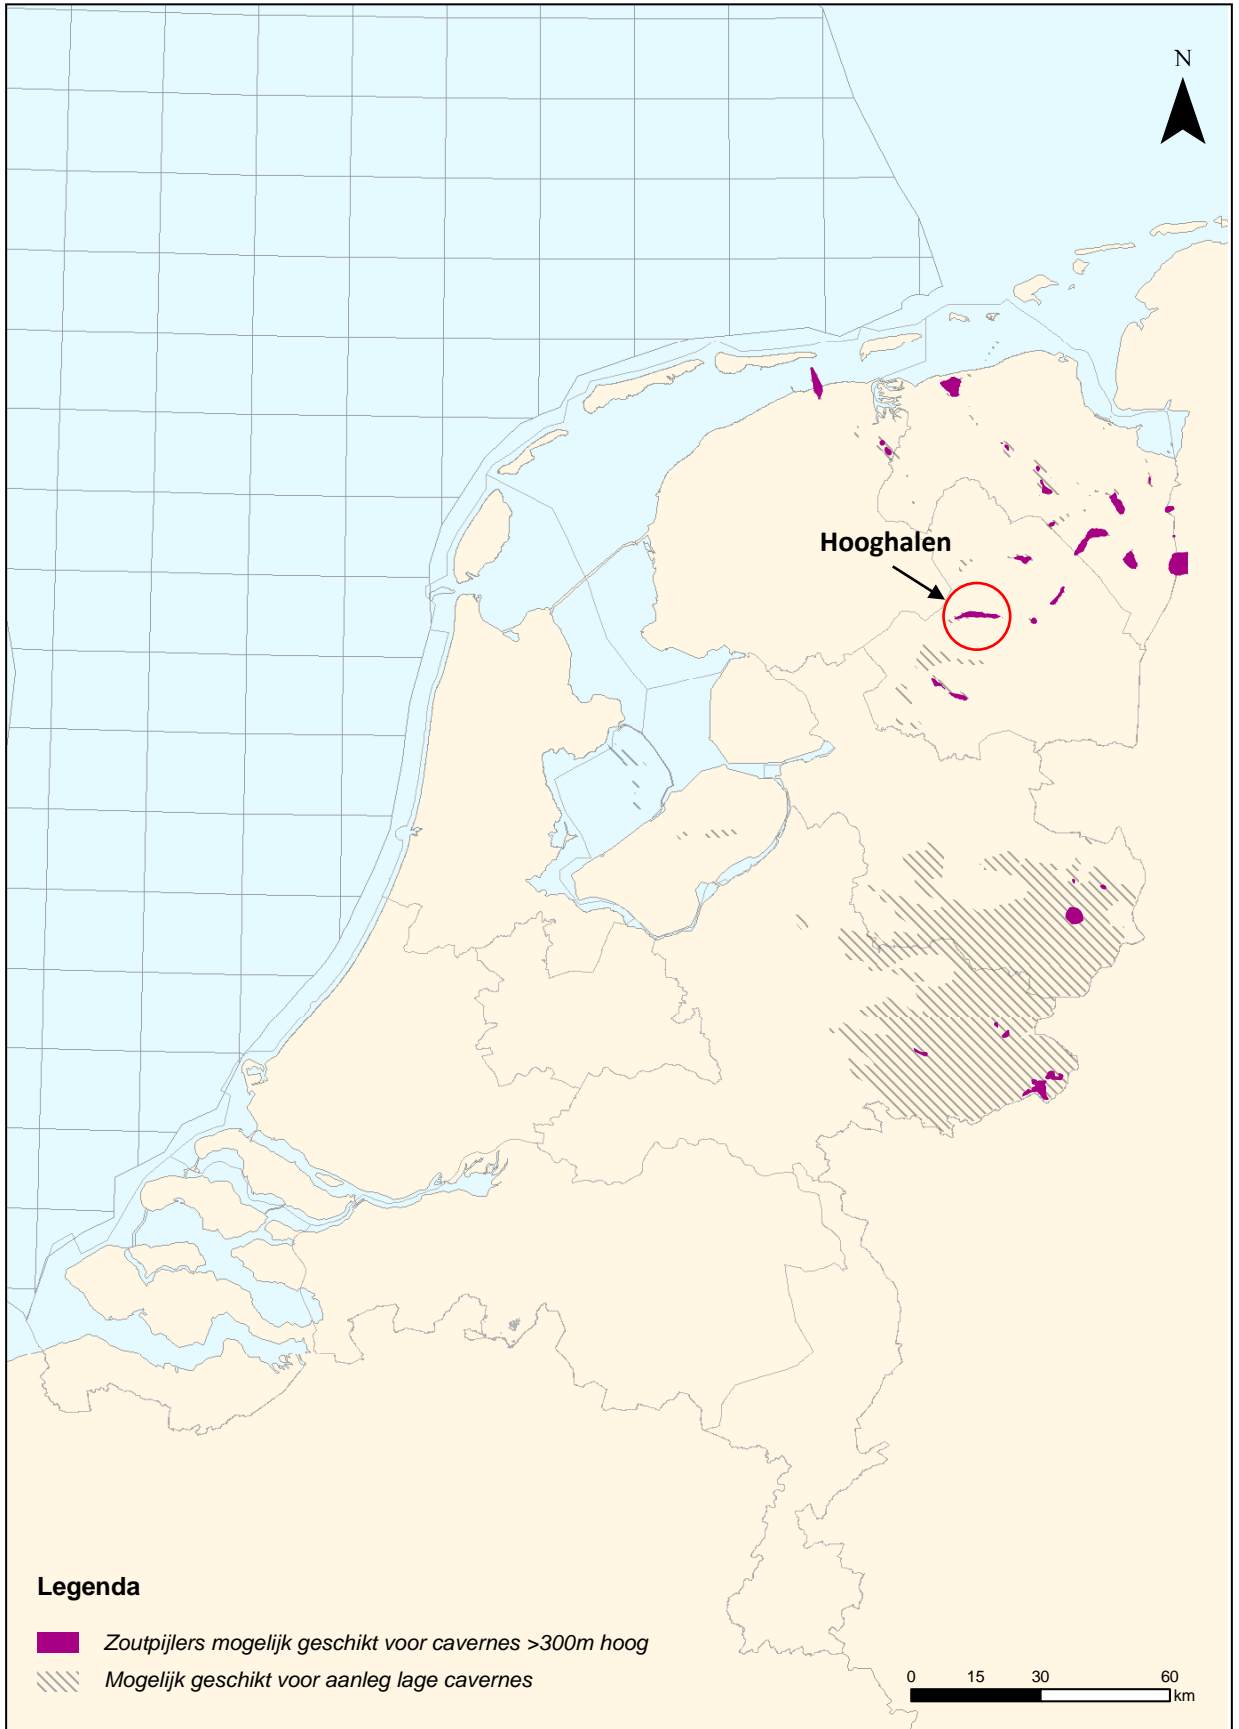 N
Hooghalen
Legenda
Zoutpijlers mogelijk geschikt voor cavernes >300m hoog
Mogelijk geschikt voor aanleg lage cavernes
0 15 30 60
km